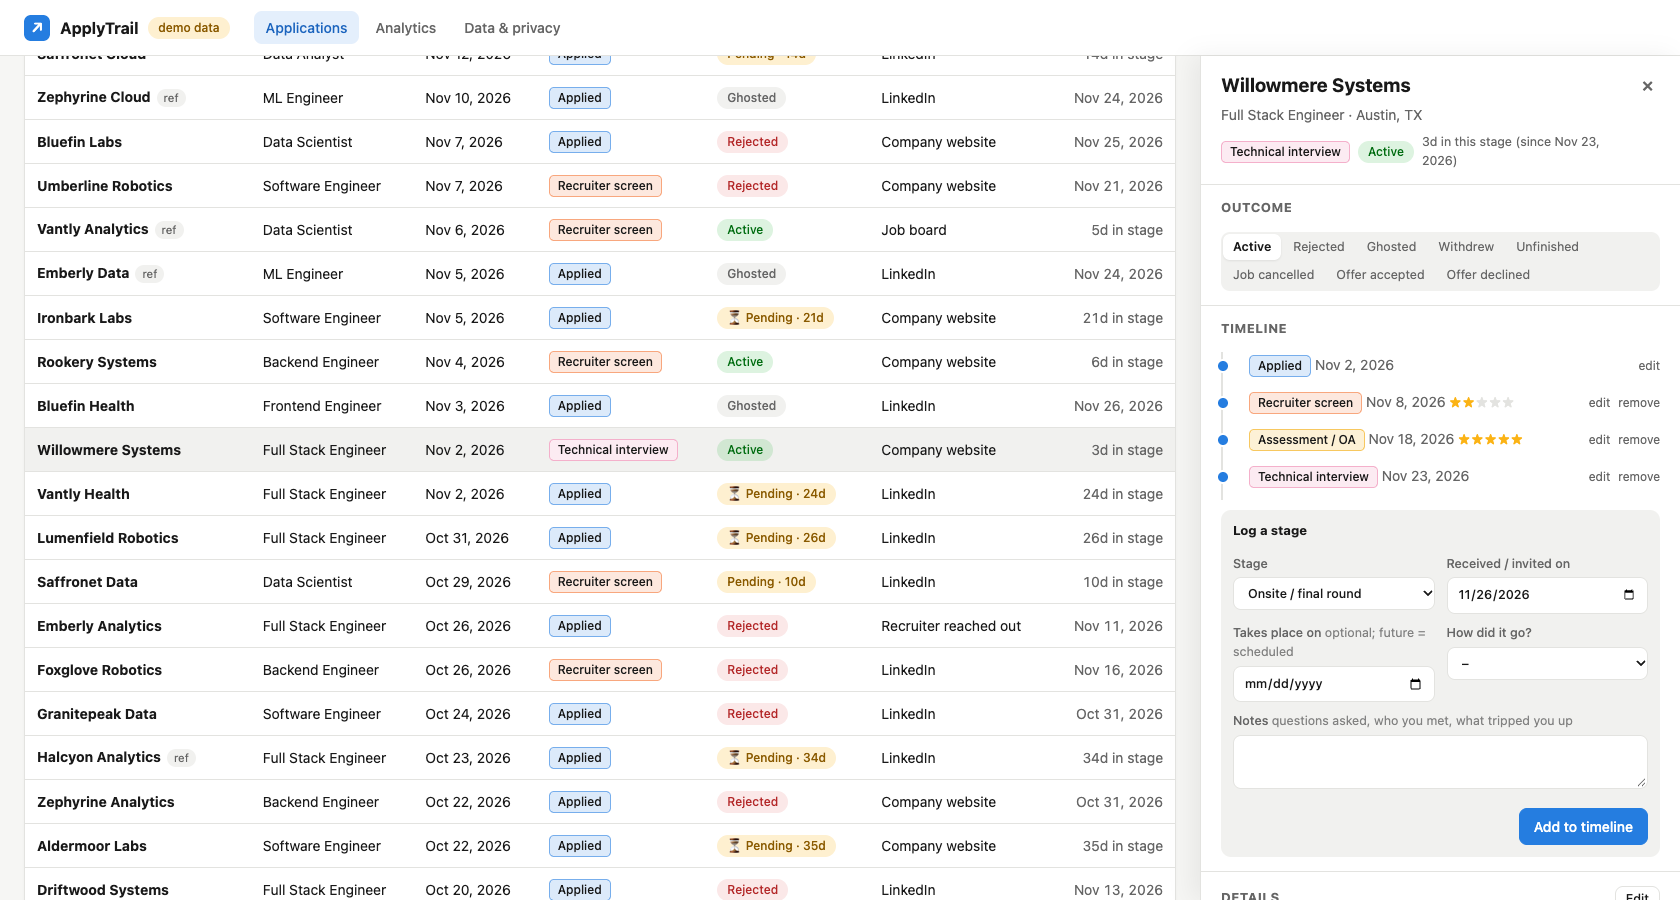 ApplyTrail demo data Applications Analytics Data & privacy
Saffronet Cloud Data Analyst Nov 12, 2026 Applied Pending · 14d LinkedIn 14d in stage
Zephyrine Cloud ref ML Engineer Nov 10, 2026 Applied Ghosted LinkedIn Nov 24, 2026
Bluefin Labs Data Scientist Nov 7, 2026 Applied Rejected Company website Nov 25, 2026
Umberline Robotics Software Engineer Nov 7, 2026 Recruiter screen Rejected Company website Nov 21, 2026
Vantly Analytics ref Data Scientist Nov 6, 2026 Recruiter screen Active Job board 5d in stage
Emberly Data ref ML Engineer Nov 5, 2026 Applied Ghosted LinkedIn Nov 24, 2026
Ironbark Labs Software Engineer Nov 5, 2026 Applied ⏳ Pending · 21d Company website 21d in stage
Rookery Systems Backend Engineer Nov 4, 2026 Recruiter screen Active Company website 6d in stage
Bluefin Health Frontend Engineer Nov 3, 2026 Applied Ghosted LinkedIn Nov 26, 2026
Willowmere Systems Full Stack Engineer Nov 2, 2026 Technical interview Active Company website 3d in stage
Vantly Health Full Stack Engineer Nov 2, 2026 Applied ⏳ Pending · 24d LinkedIn 24d in stage
Lumenfield Robotics Full Stack Engineer Oct 31, 2026 Applied ⏳ Pending · 26d LinkedIn 26d in stage
Saffronet Data Data Scientist Oct 29, 2026 Recruiter screen Pending · 10d LinkedIn 10d in stage
Emberly Analytics Full Stack Engineer Oct 26, 2026 Applied Rejected Recruiter reached out Nov 11, 2026
Foxglove Robotics Backend Engineer Oct 26, 2026 Recruiter screen Rejected LinkedIn Nov 16, 2026
Granitepeak Data Software Engineer Oct 24, 2026 Applied Rejected LinkedIn Oct 31, 2026
Halcyon Analytics ref Full Stack Engineer Oct 23, 2026 Applied ⏳ Pending · 34d LinkedIn 34d in stage
Zephyrine Analytics Backend Engineer Oct 22, 2026 Applied Rejected Company website Oct 31, 2026
Aldermoor Labs Software Engineer Oct 22, 2026 Applied ⏳ Pending · 35d Company website 35d in stage
Driftwood Systems Full Stack Engineer Oct 20, 2026 Applied Rejected LinkedIn Nov 13, 2026
Willowmere Systems ×
Full Stack Engineer · Austin, TX
Technical interview Active 3d in this stage (since Nov 23,
2026)
OUTCOME
Active Rejected Ghosted Withdrew Unfinished
Job cancelled Offer accepted Offer declined
TIMELINE
Applied Nov 2, 2026 edit
Recruiter screen Nov 8, 2026 ★★★★★ edit remove
Assessment / OA Nov 18, 2026 ★★★★★ edit remove
Technical interview Nov 23, 2026 edit remove
Log a stage
Stage Received / invited on
Onsite / final round 11/26/2026
Takes place on optional; future = How did it go?
scheduled
mm/dd/yyyy –
Notes questions asked, who you met, what tripped you up
Add to timeline
DETAILS Edit